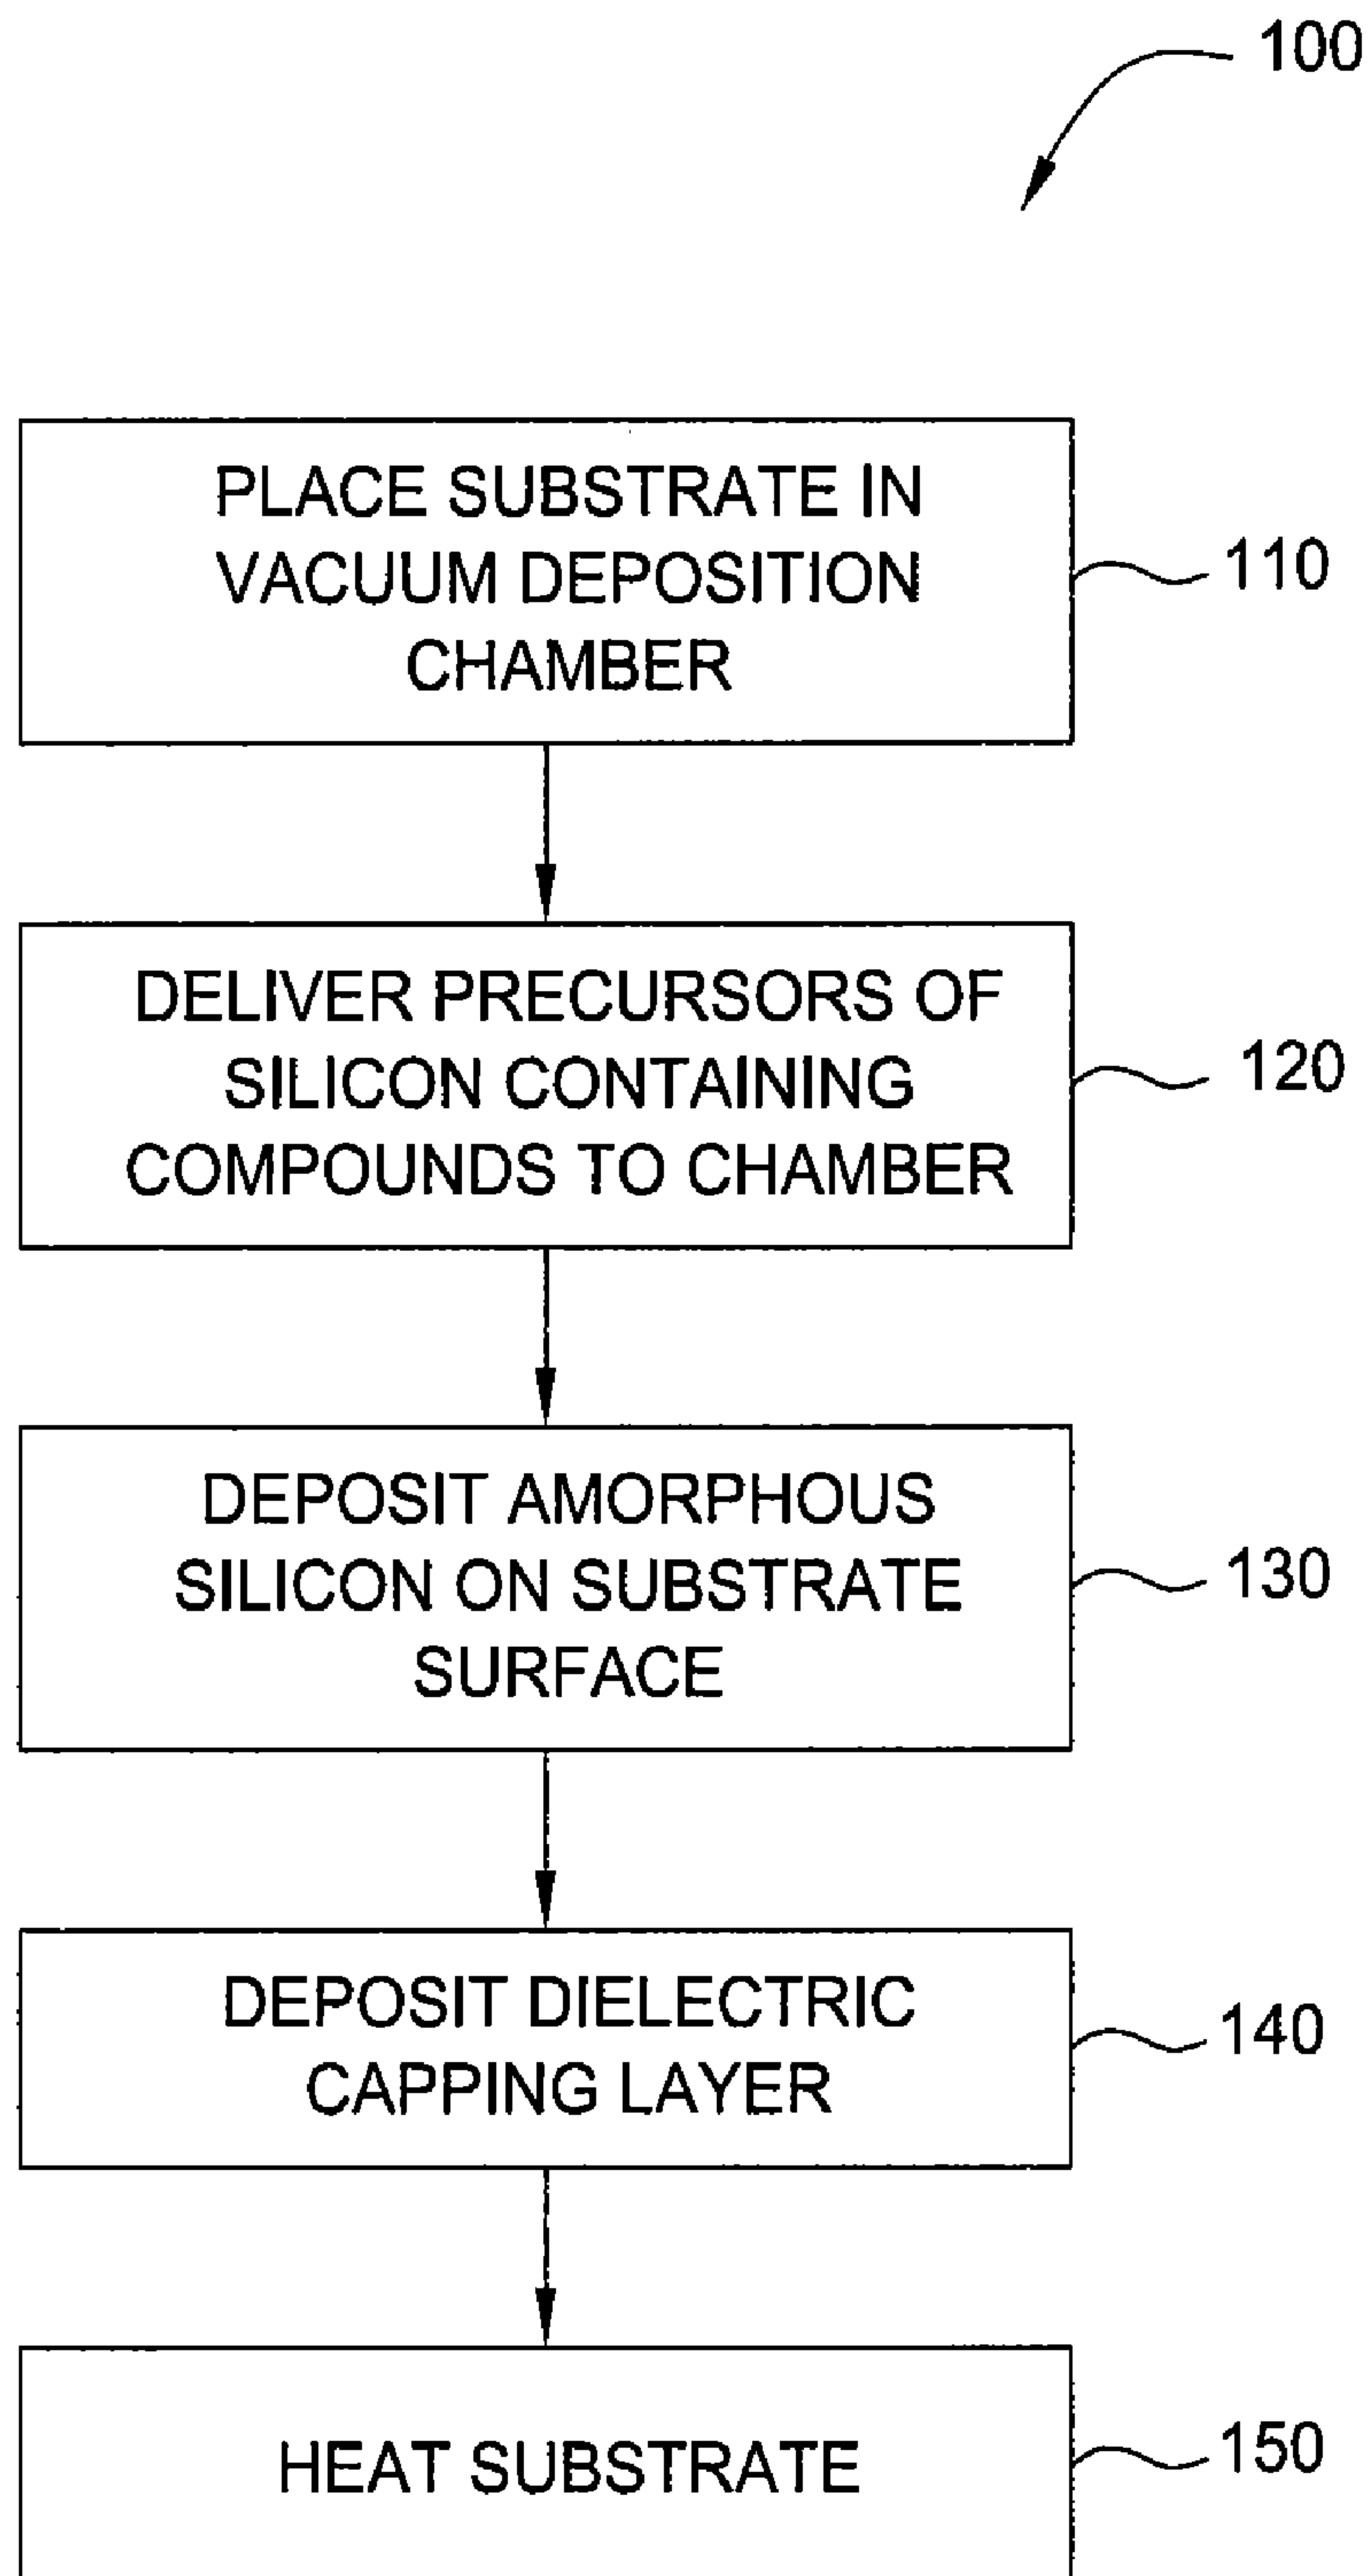 100
PLACE SUBSTRATE IN
VACUUM DEPOSITION
CHAMBER
110
DELIVER PRECURSORS OF
SILICON CONTAINING
COMPOUNDS TO CHAMBER
120
DEPOSIT AMORPHOUS
SILICON ON SUBSTRATE
SURFACE
130
DEPOSIT DIELECTRIC
CAPPING LAYER
140
HEAT SUBSTRATE
150